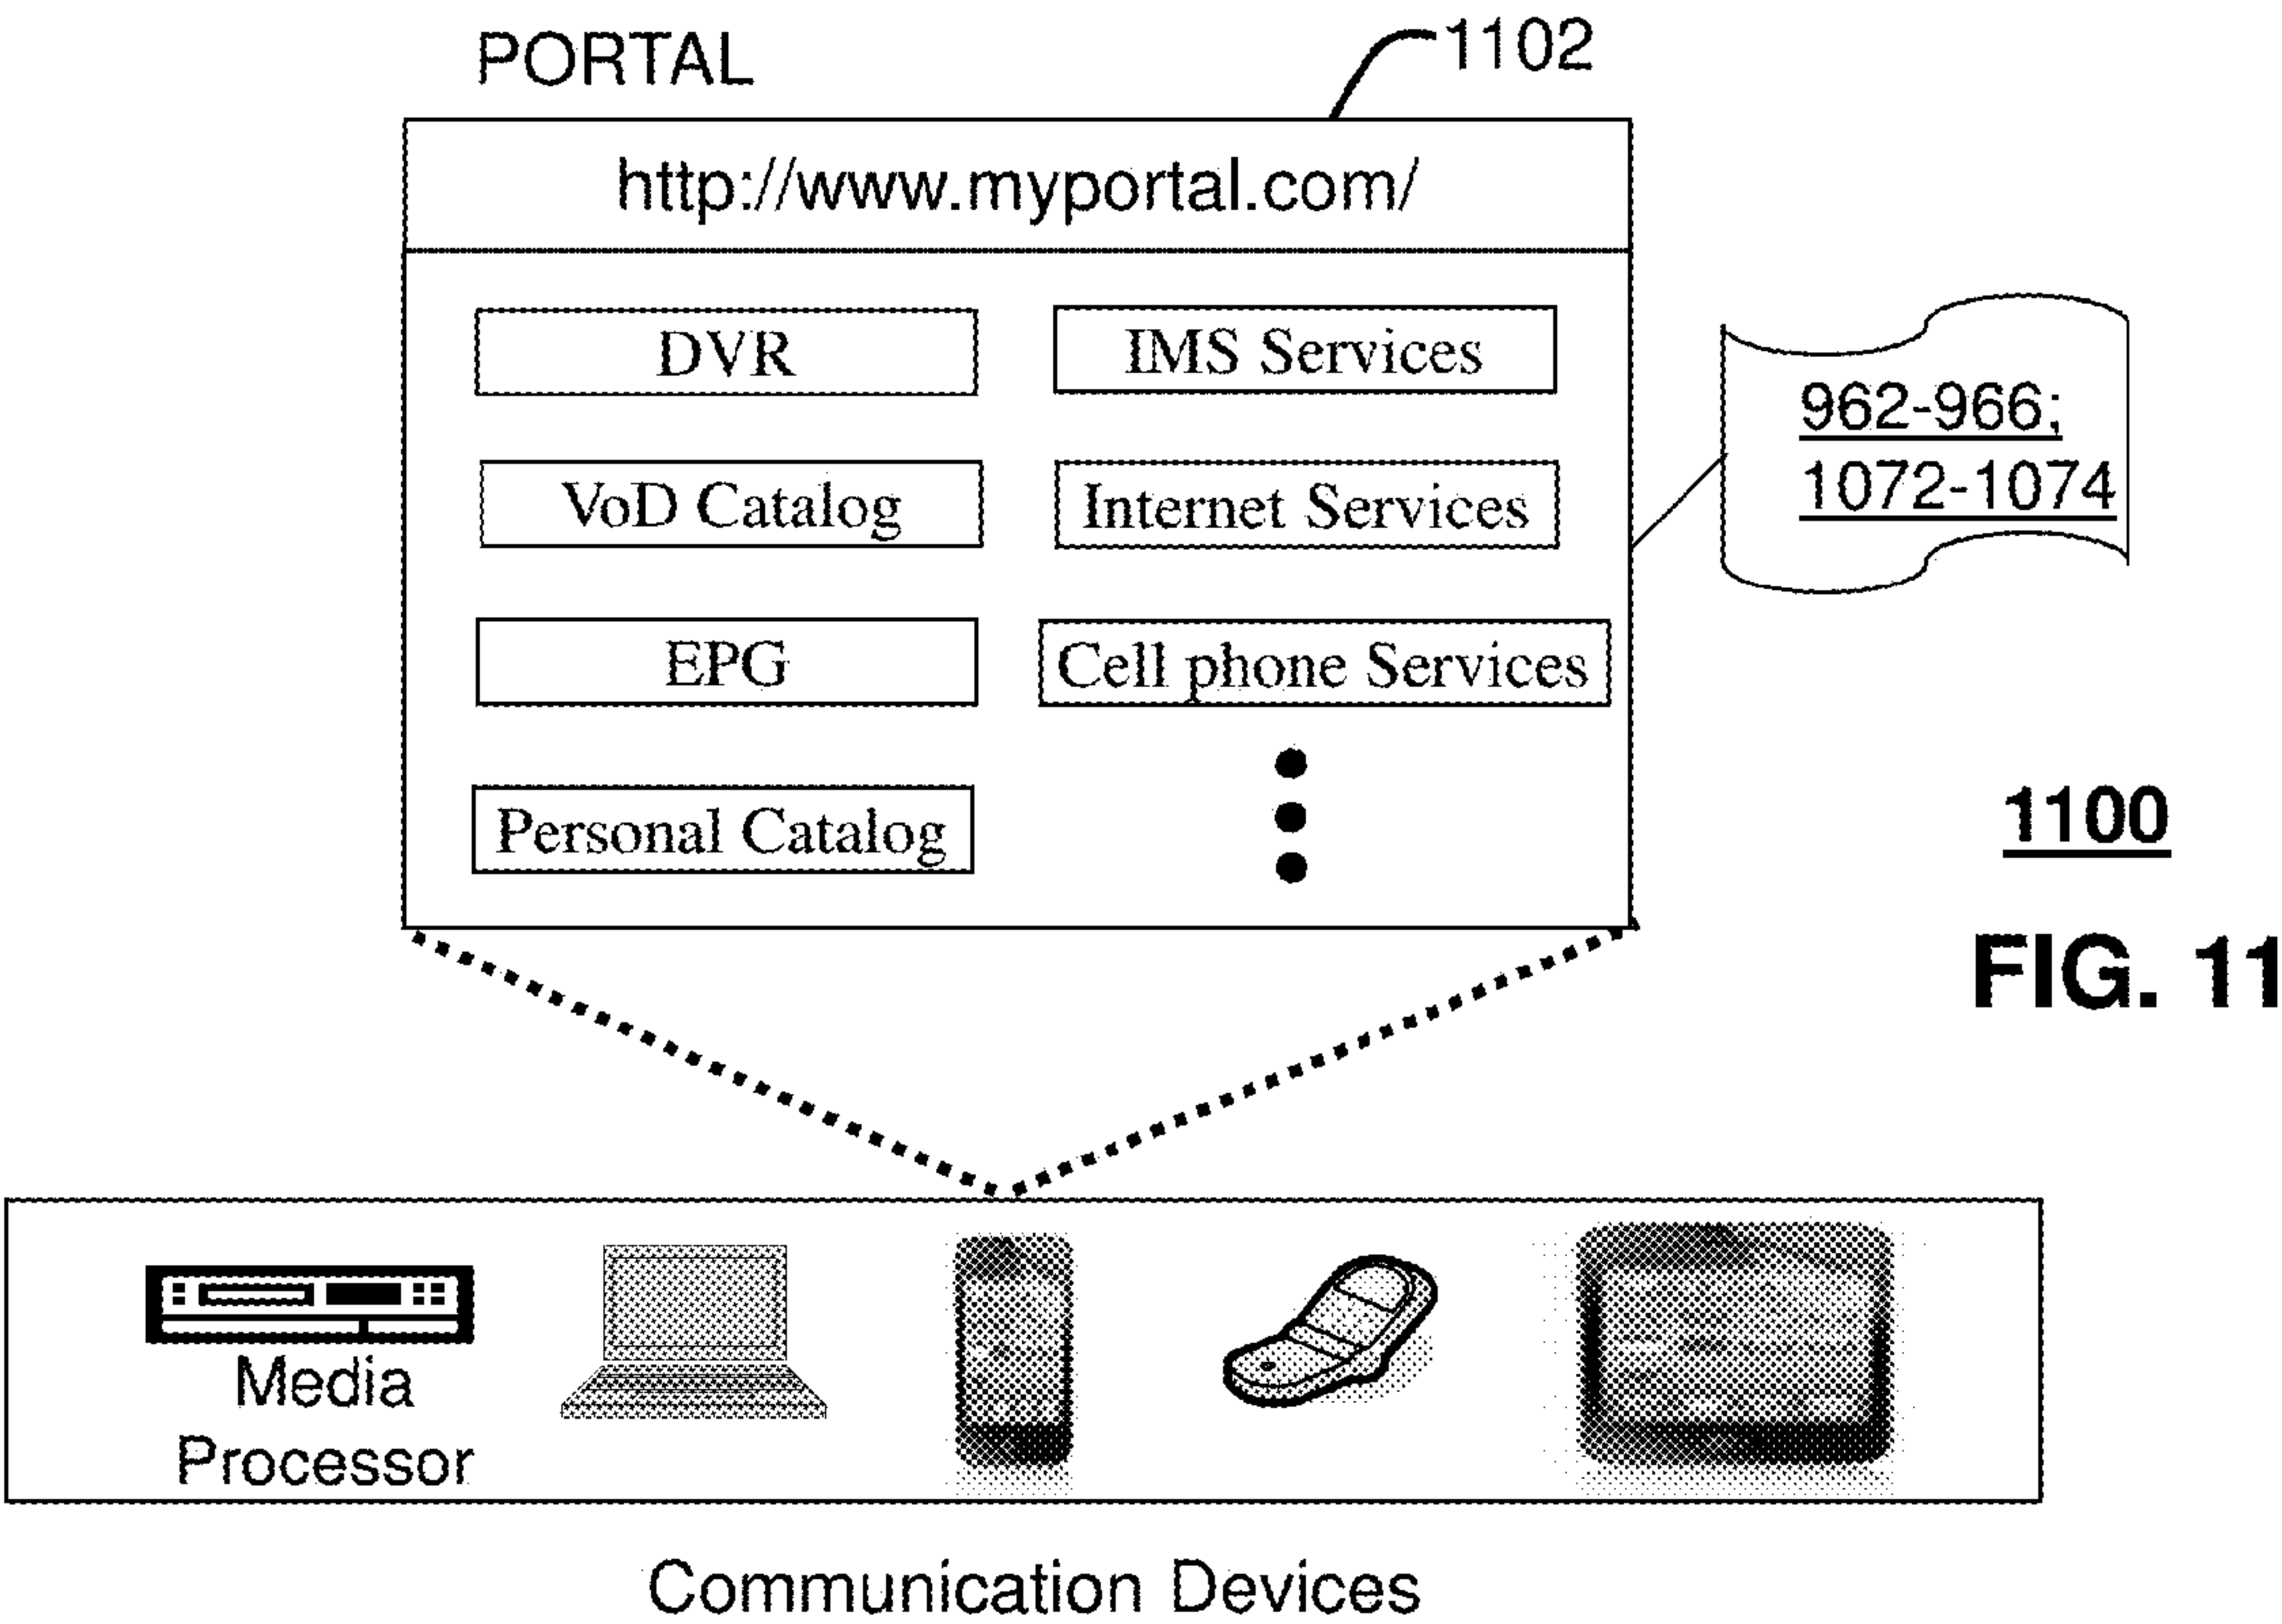 PORTAL
1102
http://www.myportal.com/
DVR
IMS Services
VoD Catalog
Internet Services
EPG
Cell phone Services
Personal Catalog
962-966;
1072-1074
1100
FIG. 11
Media
Processor
Communication Devices